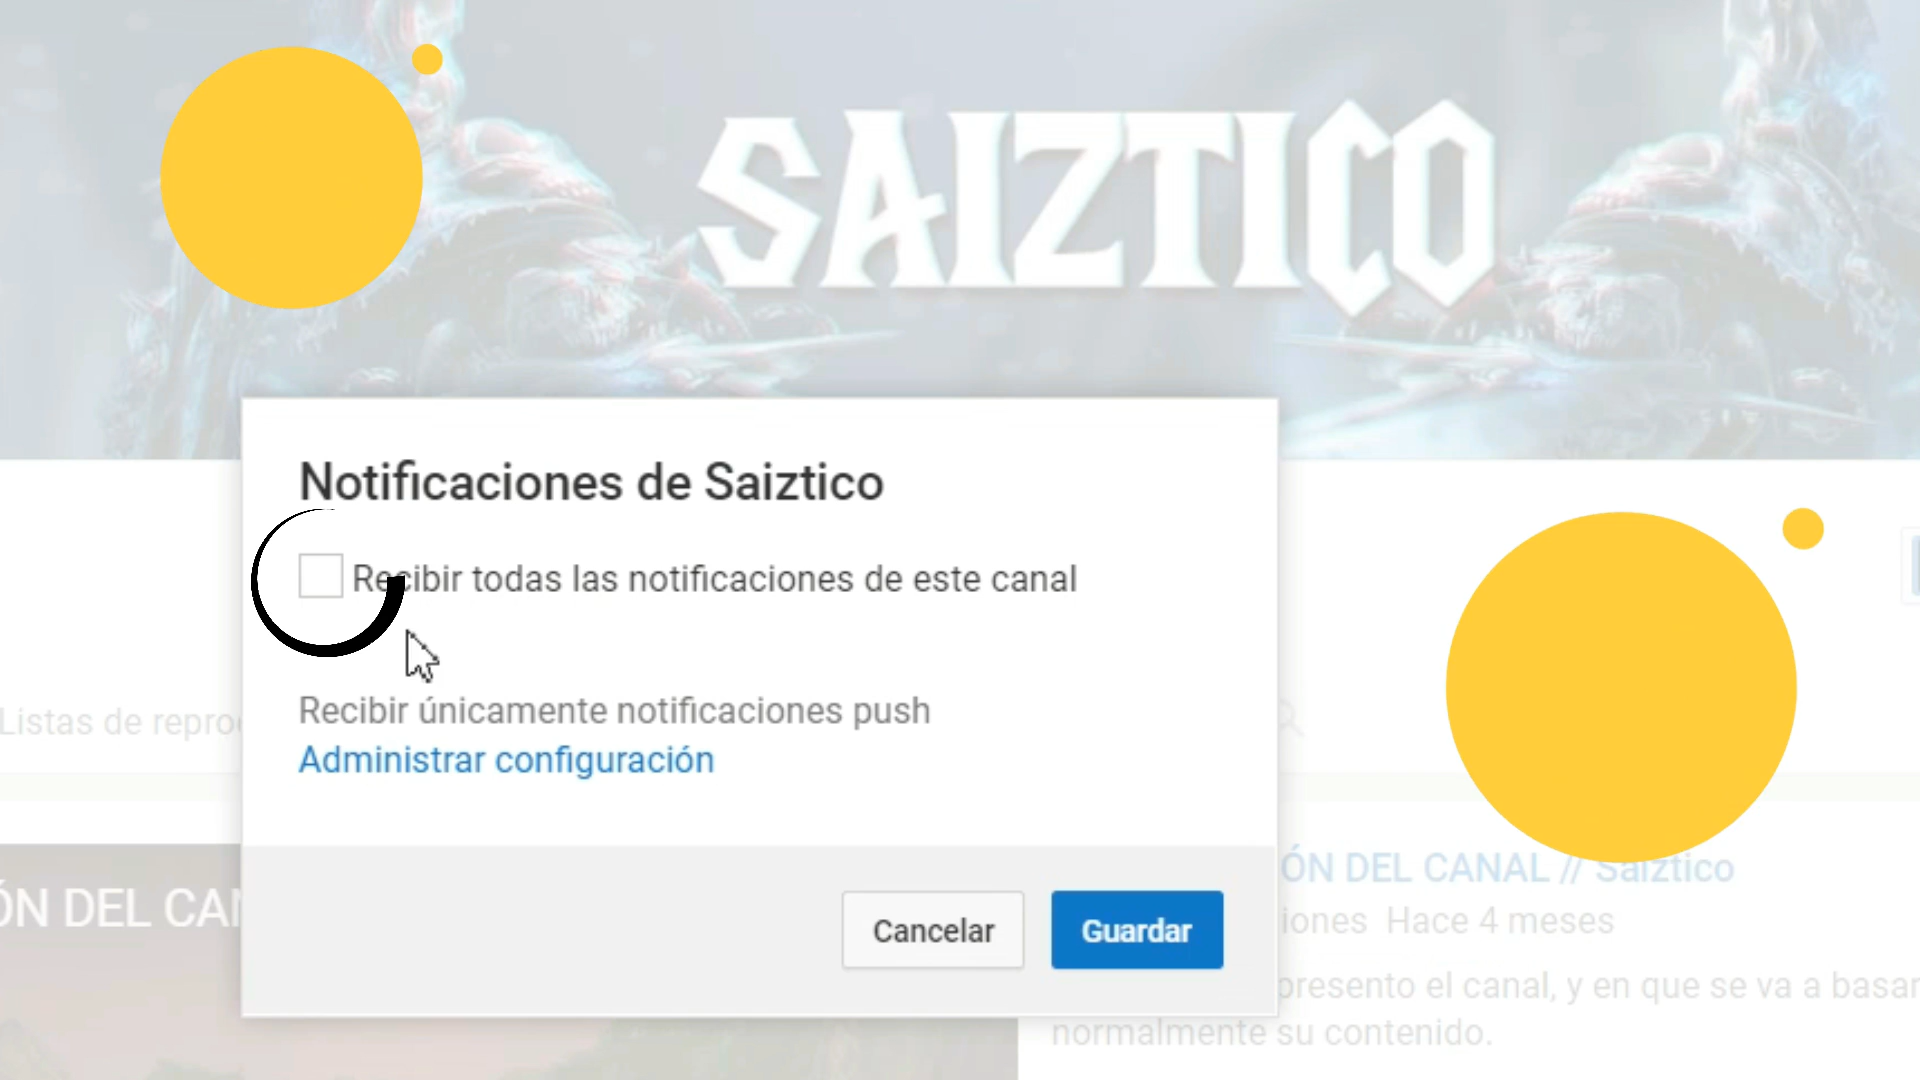 SAIZTICO
Notificaciones de Saiztico
Recibir todas las notificaciones de este canal
Recibir únicamente notificaciones push
Listas de repro
Administrar configuración
ÓN DEL CANAL // Saiztico
ÓN DEL CAN
iones Hace 4 meses
Cancelar
Guardar
presento el canal, y en que se va a basar
normalmente su contenido.